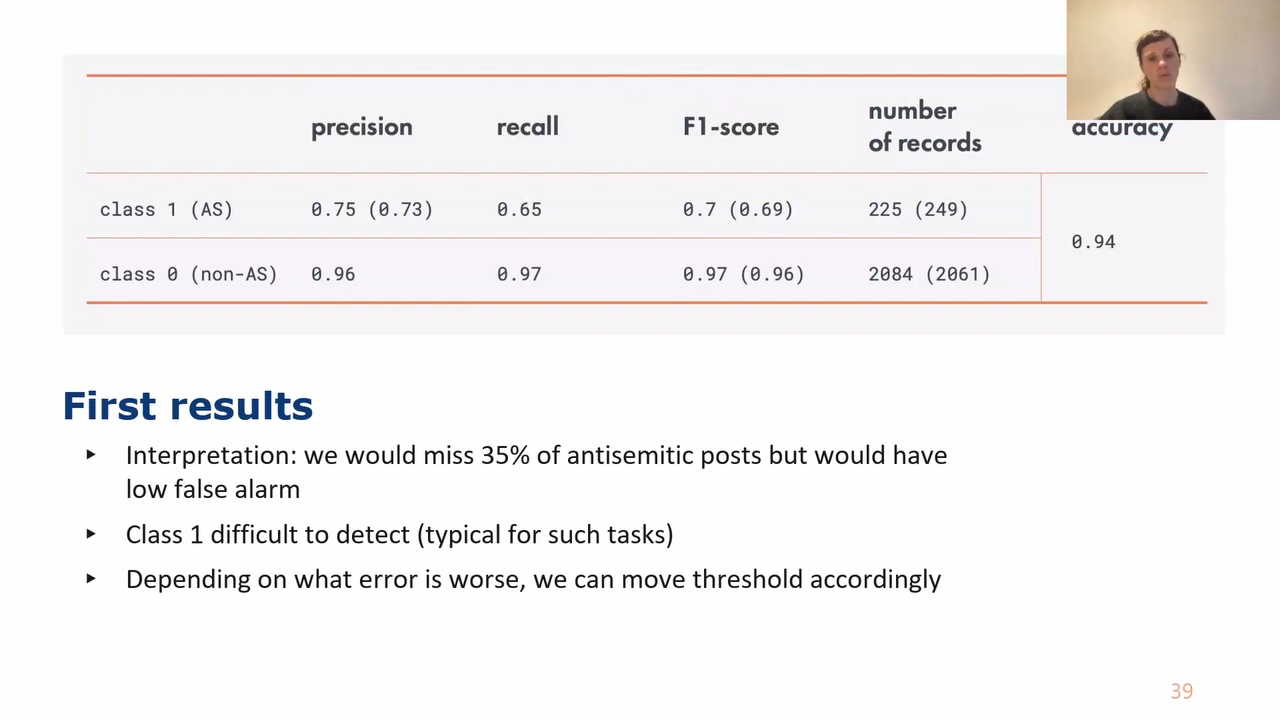 precision recall F1-score number of records accuracy
class 1 (AS) 0.75 (0.73) 0.65 0.7 (0.69) 225 (249)
0.94
class 0 (non-AS) 0.96 0.97 0.97 (0.96) 2084 (2061)
First results
Interpretation: we would miss 35% of antisemitic posts but would have
low false alarm
Class 1 difficult to detect (typical for such tasks)
Depending on what error is worse, we can move threshold accordingly
39